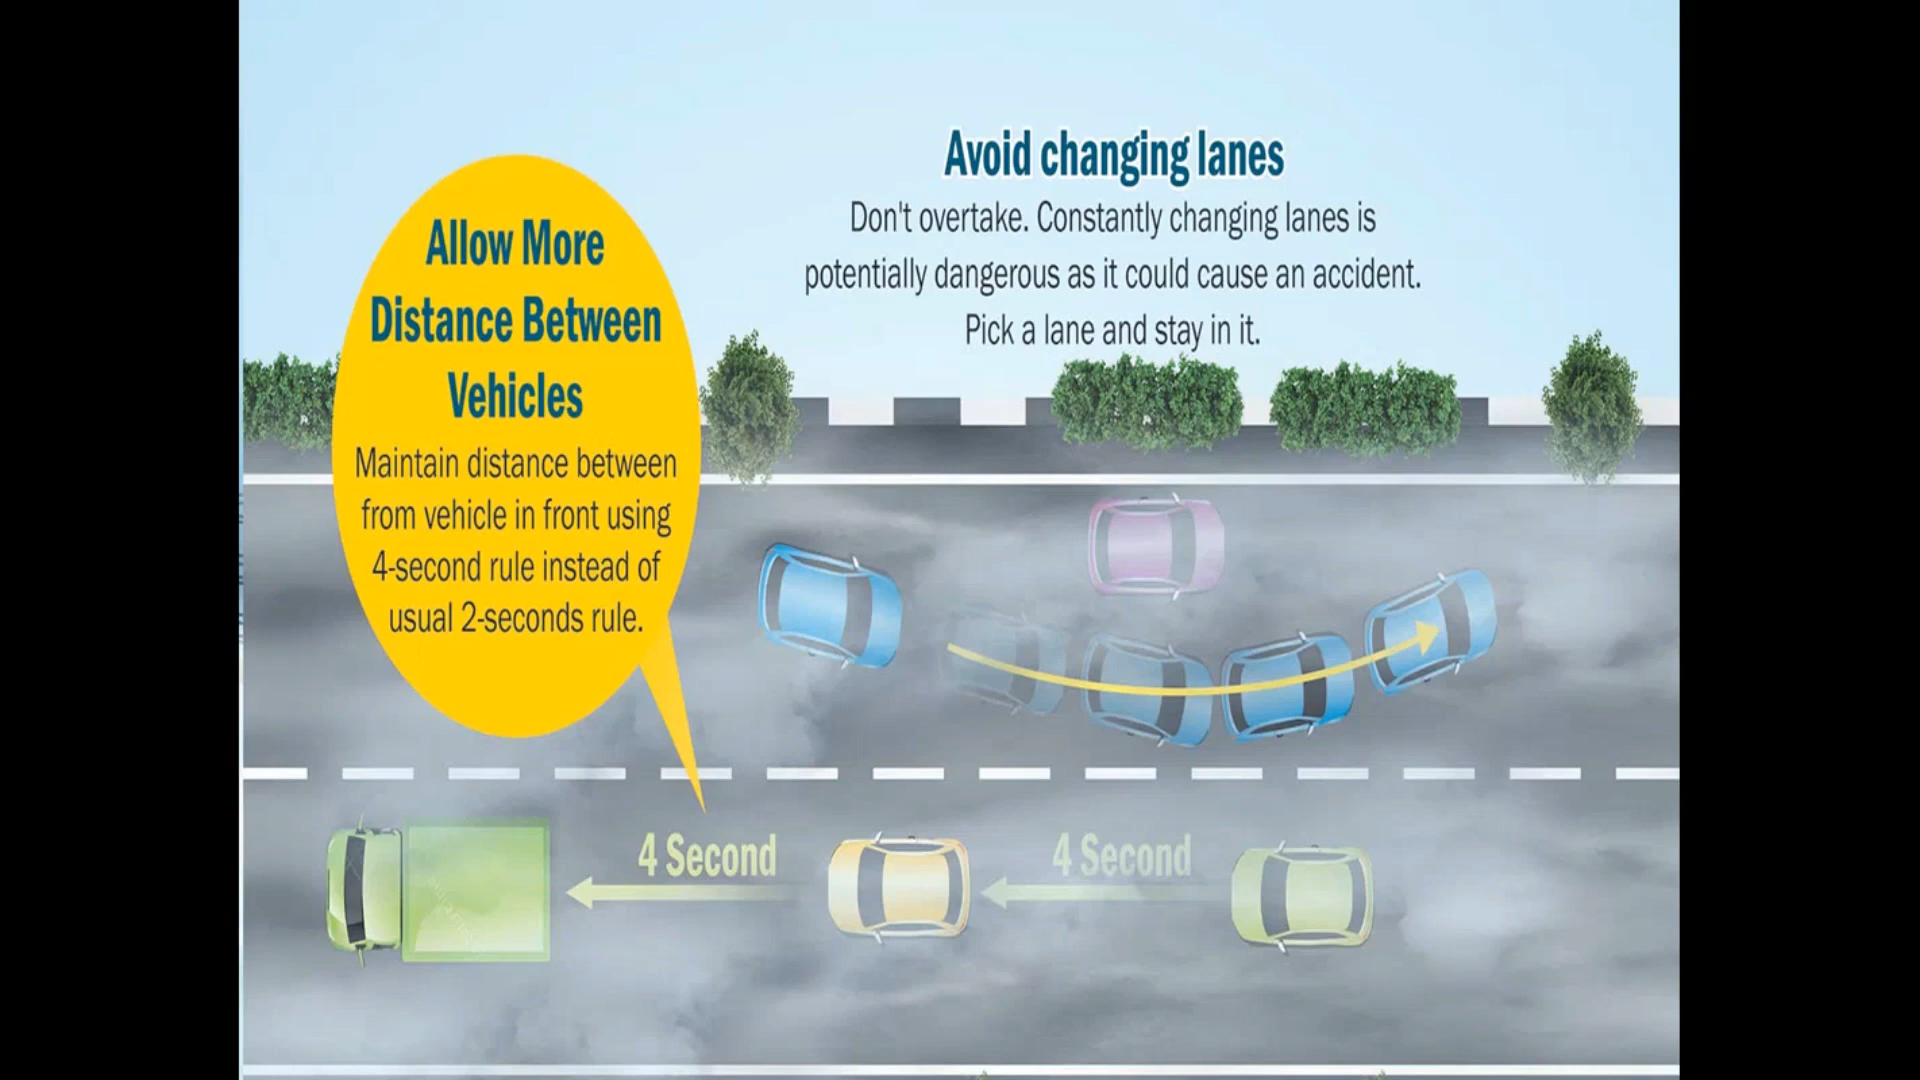 Allow More
Distance Between
Vehicles
Maintain distance between
from vehicle in front using
4-second rule instead of
usual 2-seconds rule.
Avoid changing lanes
Don't overtake. Constantly changing lanes is
potentially dangerous as it could cause an accident.
Pick a lane and stay in it.
4 Second
4 Second